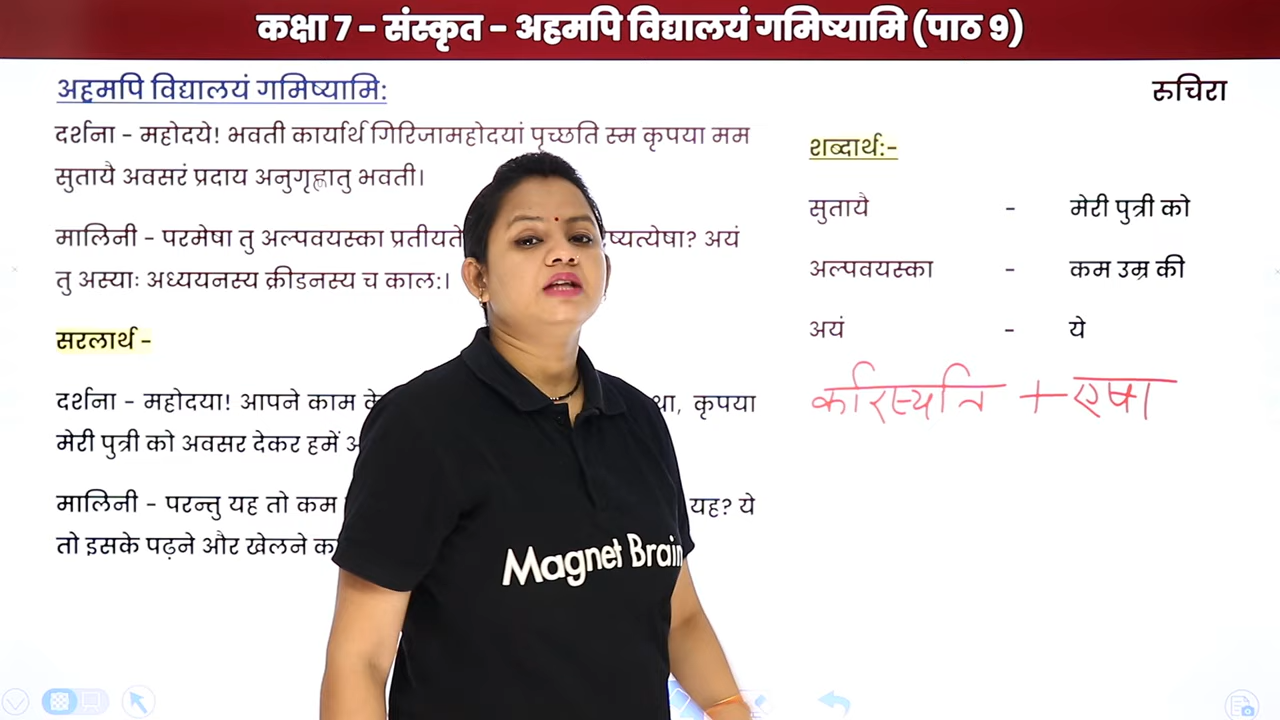 कक्षा 7 - संस्कृत - अहमपि विद्यालयं गमिष्यामि (पाठ 9)
अहमपि विद्यालयं गमिष्यामि:
रुचिरा
दर्शना - महोदये! भवती कार्यार्थं गिरिजामहोदयां पृच्छति स्म कृपया मम
सुतायै अवसरं प्रदाय अनुगृह्णातु भवती।
मालिनी - परमेषा तु अल्पवयस्का प्रतीयते ष्यत्येषा? अयं
तु अस्याः अध्ययनस्य क्रीडनस्य च काल:।
सरलार्थ -
दर्शना - महोदया! आपने काम के था, कृपया
मेरी पुत्री को अवसर देकर हमें
मालिनी - परन्तु यह तो कम यह? ये
तो इसके पढ़ने और खेलने का
शब्दार्थ:-
सुतायै - मेरी पुत्री को
अल्पवयस्का - कम उम्र की
अयं - ये
+ एषा
Magnet Brain